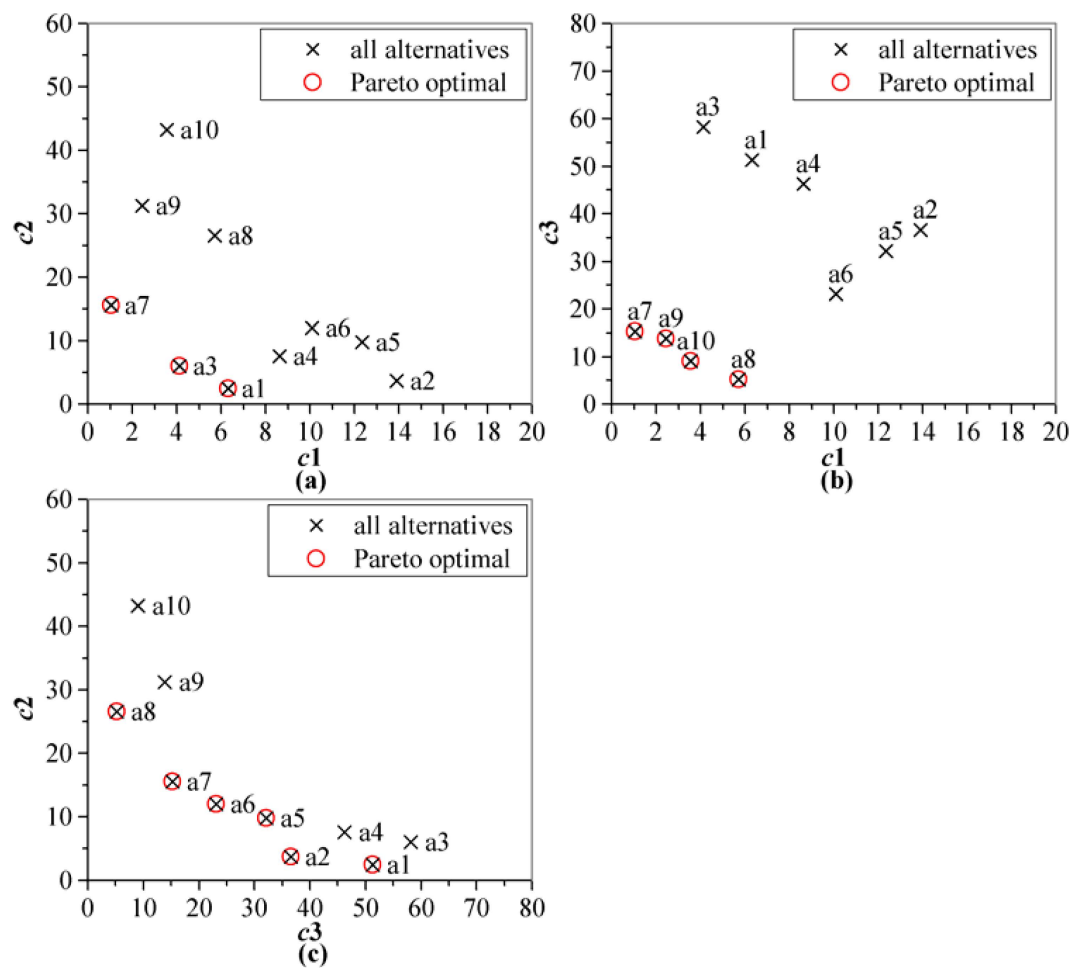 60
50
40
30
20
10
0
c2
all alternatives
Pareto optimal
a10
a9
a8
a7
a6
a5
a3
a4
a1
a2
0 2 4 6 8 10 12 14 16 18 20
c1
(a)
80
70
60
50
40
30
20
10
0
c3
all alternatives
Pareto optimal
a3
a1
a4
a2
a5
a6
a7
a9
a10
a8
0 2 4 6 8 10 12 14 16 18 20
c1
(b)
60
50
40
30
20
10
0
c2
all alternatives
Pareto optimal
a10
a9
a8
a7
a6
a5
a4
a3
a2
a1
0 10 20 30 40 50 60 70 80
c3
(c)